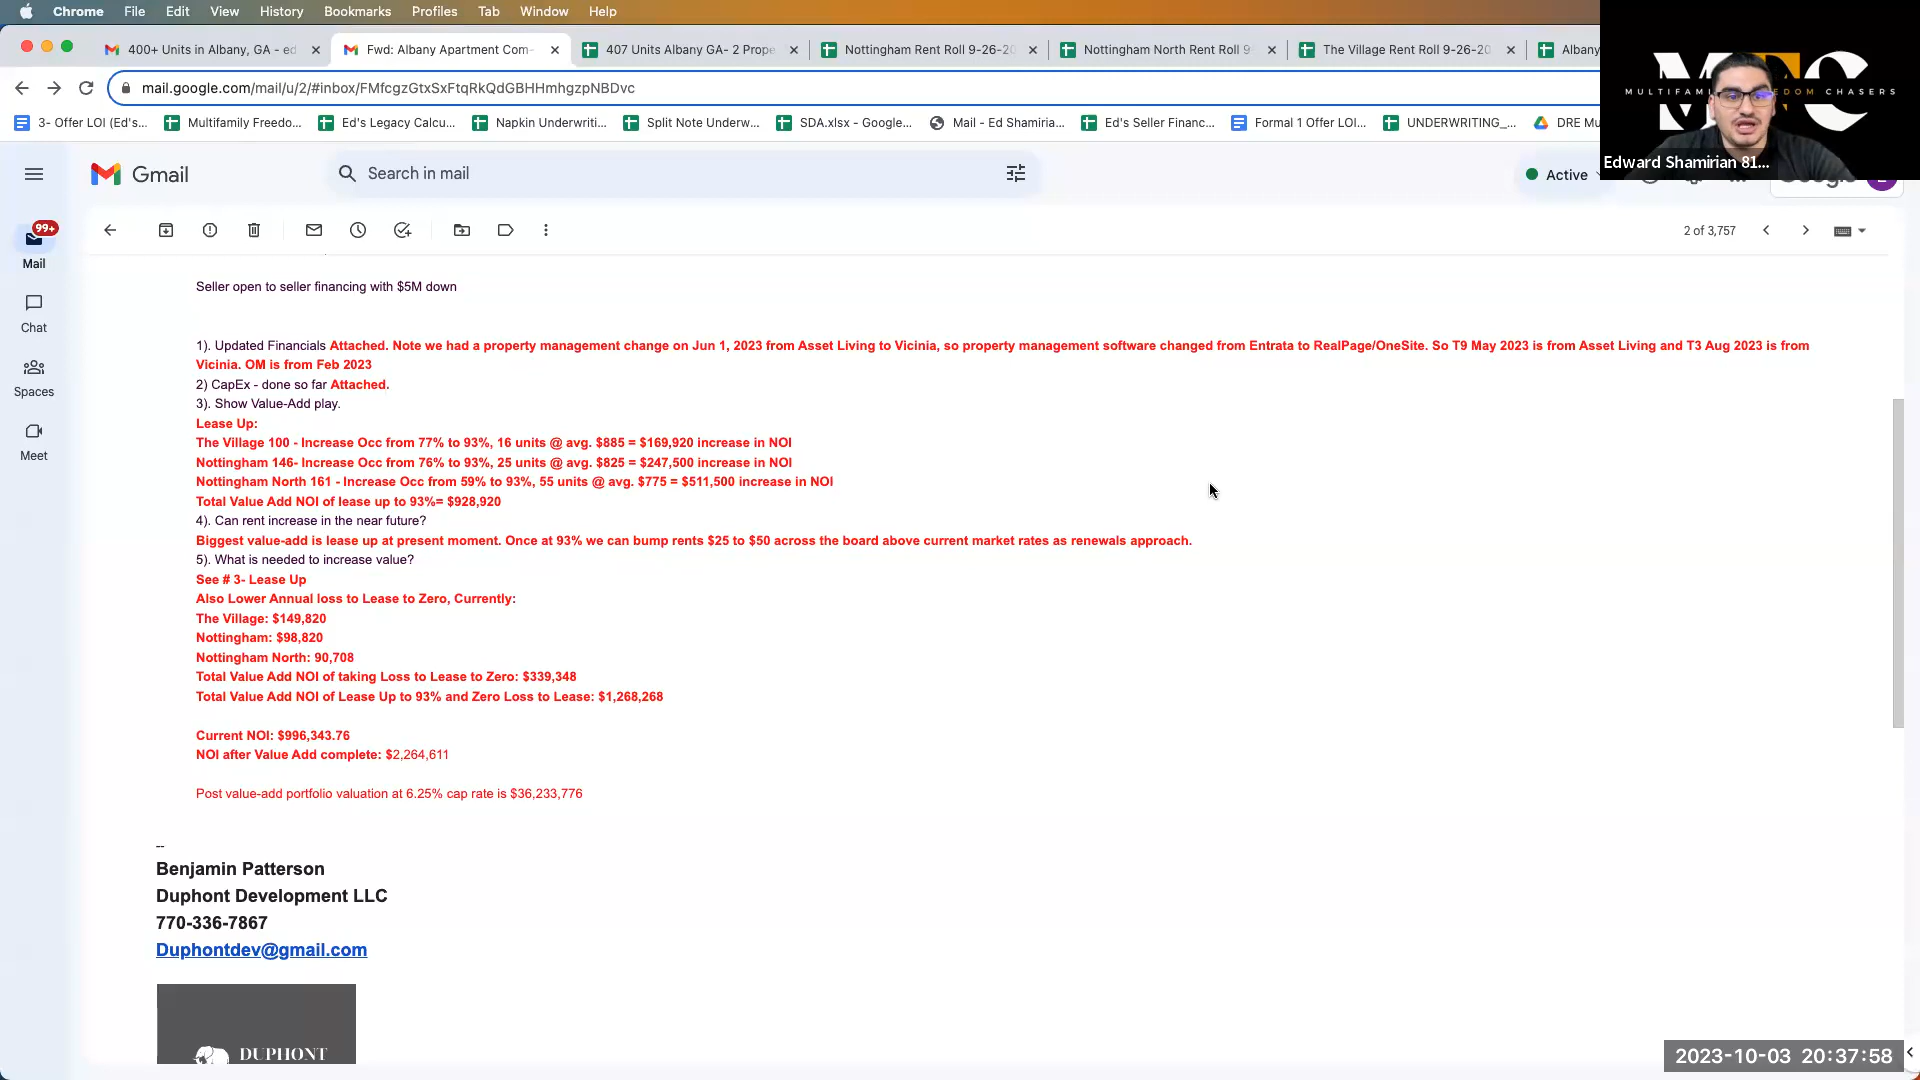 Chrome File Edit View History Bookmarks Profiles Tab Window Help
400+ Units in Albany, GA - ed
Fwd: Albany Apartment Com-
407 Units Albany GA- 2 Prope
Nottingham Rent Roll 9-26-20
Nottingham North Rent Roll 9-
The Village Rent Roll 9-26-20
Albany
mail.google.com/mail/u/2/#inbox/FMfcgzGtxSxFtqRkQdGBHHmhgzpNBDvc
3- Offer LOI (Ed's...
Multifamily Freedo...
Ed's Legacy Calcu...
Napkin Underwriti...
Split Note Underw...
SDA.xlsx - Google...
Mail - Ed Shamiria...
Ed's Seller Financ...
Formal 1 Offer LOI...
UNDERWRITING_...
DRE Mu
Edward Shamirian 81...
Gmail
Search in mail
Active
99+
Mail
Chat
Spaces
Meet
2 of 3,757
Seller open to seller financing with $5M down
1). Updated Financials Attached. Note we had a property management change on Jun 1, 2023 from Asset Living to Vicinia, so property management software changed from Entrata to RealPage/OneSite. So T9 May 2023 is from Asset Living and T3 Aug 2023 is from
Vicinia. OM is from Feb 2023
2) CapEx - done so far Attached.
3). Show Value-Add play.
Lease Up:
The Village 100 - Increase Occ from 77% to 93%, 16 units @ avg. $885 = $169,920 increase in NOI
Nottingham 146- Increase Occ from 76% to 93%, 25 units @ avg. $825 = $247,500 increase in NOI
Nottingham North 161 - Increase Occ from 59% to 93%, 55 units @ avg. $775 = $511,500 increase in NOI
Total Value Add NOI of lease up to 93%= $928,920
4). Can rent increase in the near future?
Biggest value-add is lease up at present moment. Once at 93% we can bump rents $25 to $50 across the board above current market rates as renewals approach.
5). What is needed to increase value?
See # 3- Lease Up
Also Lower Annual loss to Lease to Zero, Currently:
The Village: $149,820
Nottingham: $98,820
Nottingham North: 90,708
Total Value Add NOI of taking Loss to Lease to Zero: $339,348
Total Value Add NOI of Lease Up to 93% and Zero Loss to Lease: $1,268,268
Current NOI: $996,343.76
NOI after Value Add complete: $2,264,611
Post value-add portfolio valuation at 6.25% cap rate is $36,233,776
--
Benjamin Patterson
Duphont Development LLC
770-336-7867
Duphontdev@gmail.com
DUPHONT
2023-10-03 20:37:58